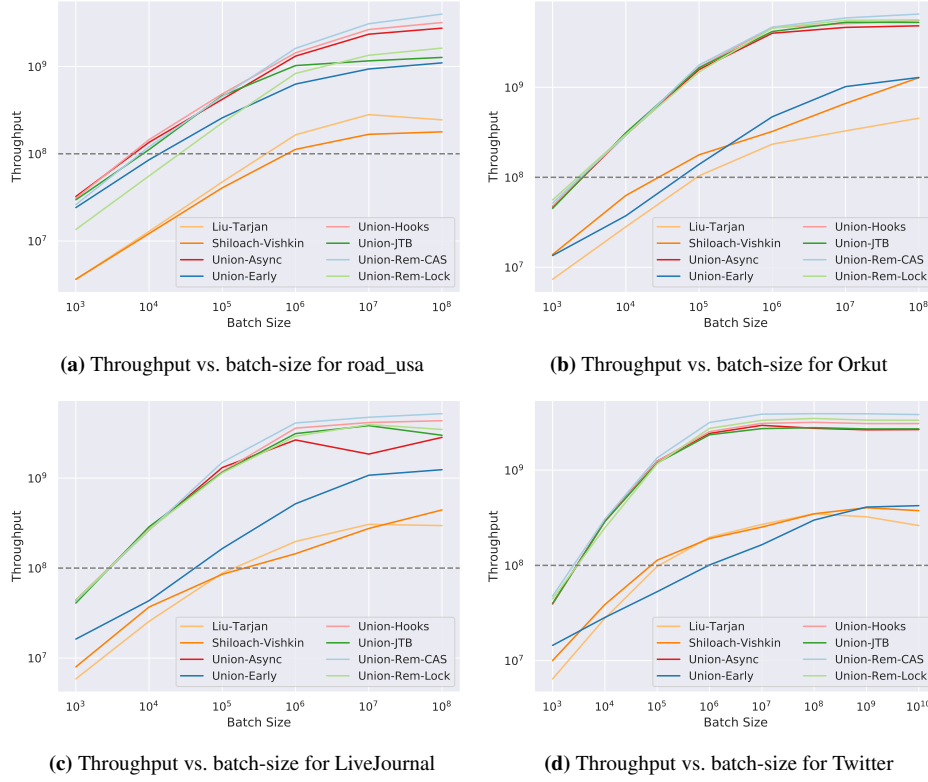 Throughput
10^9
10^8
10^7
Liu-Tarjan
Shiloach-Vishkin
Union-Async
Union-Early
Union-Hooks
Union-JTB
Union-Rem-CAS
Union-Rem-Lock
10^3 10^4 10^5 10^6 10^7 10^8
Batch Size
(a) Throughput vs. batch-size for road_usa
Throughput
10^9
10^8
10^7
Liu-Tarjan
Shiloach-Vishkin
Union-Async
Union-Early
Union-Hooks
Union-JTB
Union-Rem-CAS
Union-Rem-Lock
10^3 10^4 10^5 10^6 10^7 10^8
Batch Size
(b) Throughput vs. batch-size for Orkut
Throughput
10^9
10^8
10^7
Liu-Tarjan
Shiloach-Vishkin
Union-Async
Union-Early
Union-Hooks
Union-JTB
Union-Rem-CAS
Union-Rem-Lock
10^3 10^4 10^5 10^6 10^7 10^8
Batch Size
(c) Throughput vs. batch-size for LiveJournal
Throughput
10^9
10^8
10^7
Liu-Tarjan
Shiloach-Vishkin
Union-Async
Union-Early
Union-Hooks
Union-JTB
Union-Rem-CAS
Union-Rem-Lock
10^3 10^4 10^5 10^6 10^7 10^8 10^9 10^10
Batch Size
(d) Throughput vs. batch-size for Twitter